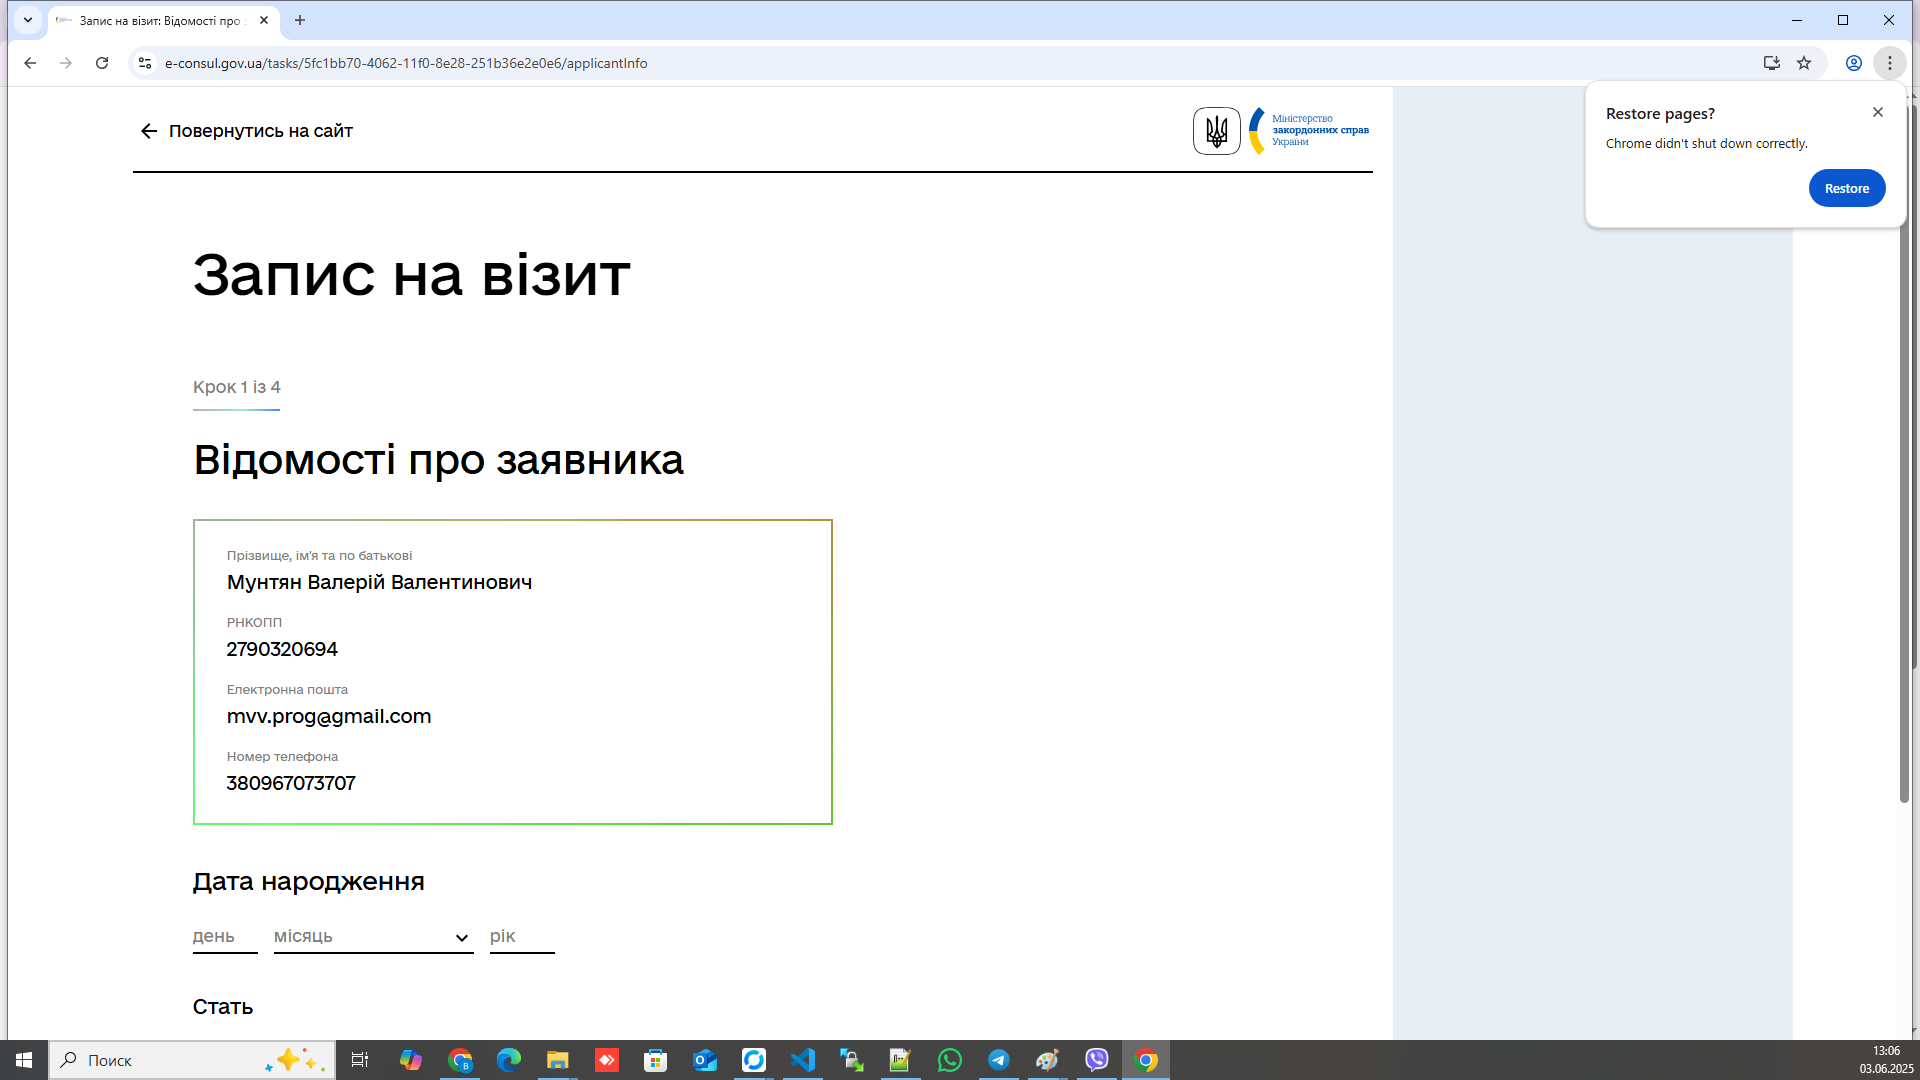 Запис на візит: Відомості про з
e-consul.gov.ua/tasks/5fc1bb70-4062-11f0-8e28-251b36e2e0e6/applicantInfo
Restore pages?
Chrome didn't shut down correctly.
Restore
Повернутись на сайт
Міністерство
закордонних справ
України
Запис на візит
Крок 1 із 4
Відомості про заявника
Прізвище, ім'я та по батькові
Мунтян Валерій Валентинович
РНКОПП
2790320694
Електронна пошта
mvv.prog@gmail.com
Номер телефона
380967073707
Дата народження
день місяць рік
Стать
Поиск
13:06
03.06.2025